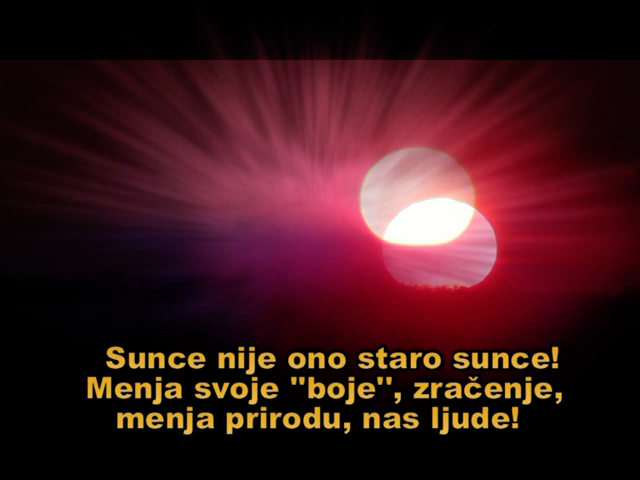 Sunce nije ono staro sunce!
Menja svoje "boje", zračenje,
menja prirodu, nas ljude!